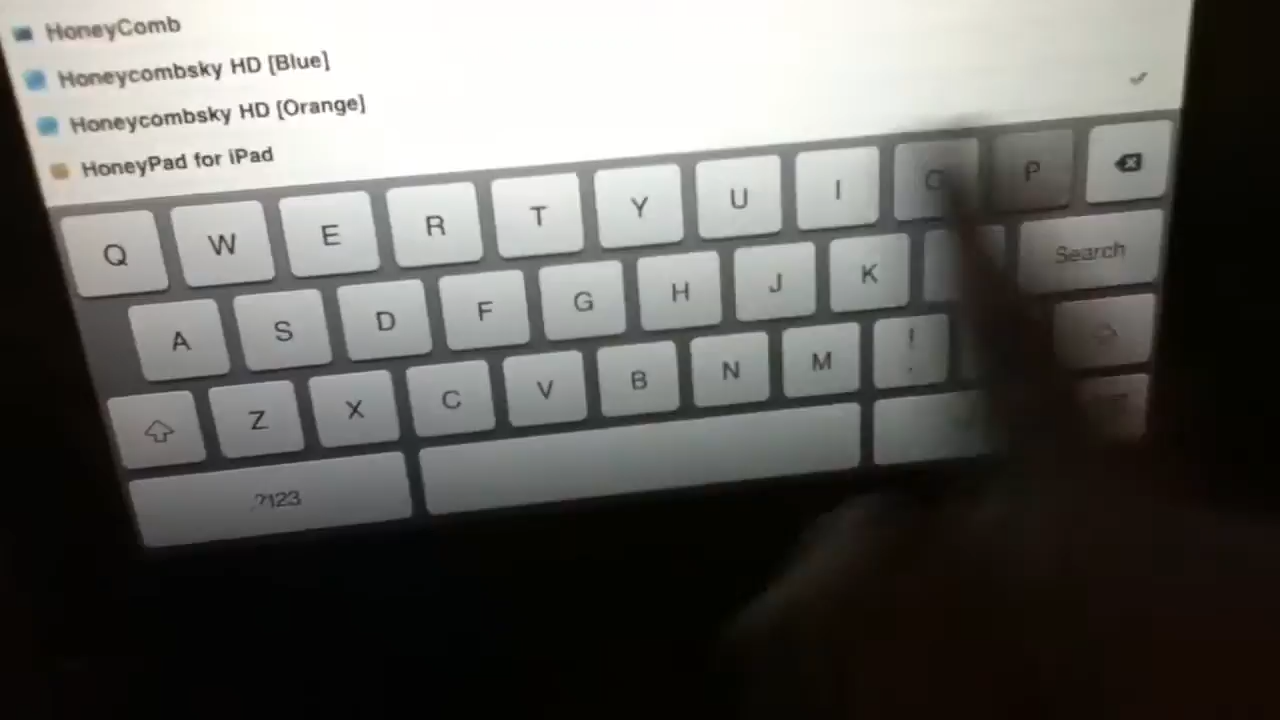 HoneyComb
Honeycombsky HD [Blue]
Honeycombsky HD [Orange]
HoneyPad for iPad
Q W E R T Y U I O P
A S D F G H J K Search
Z X C V B N M !
.?123